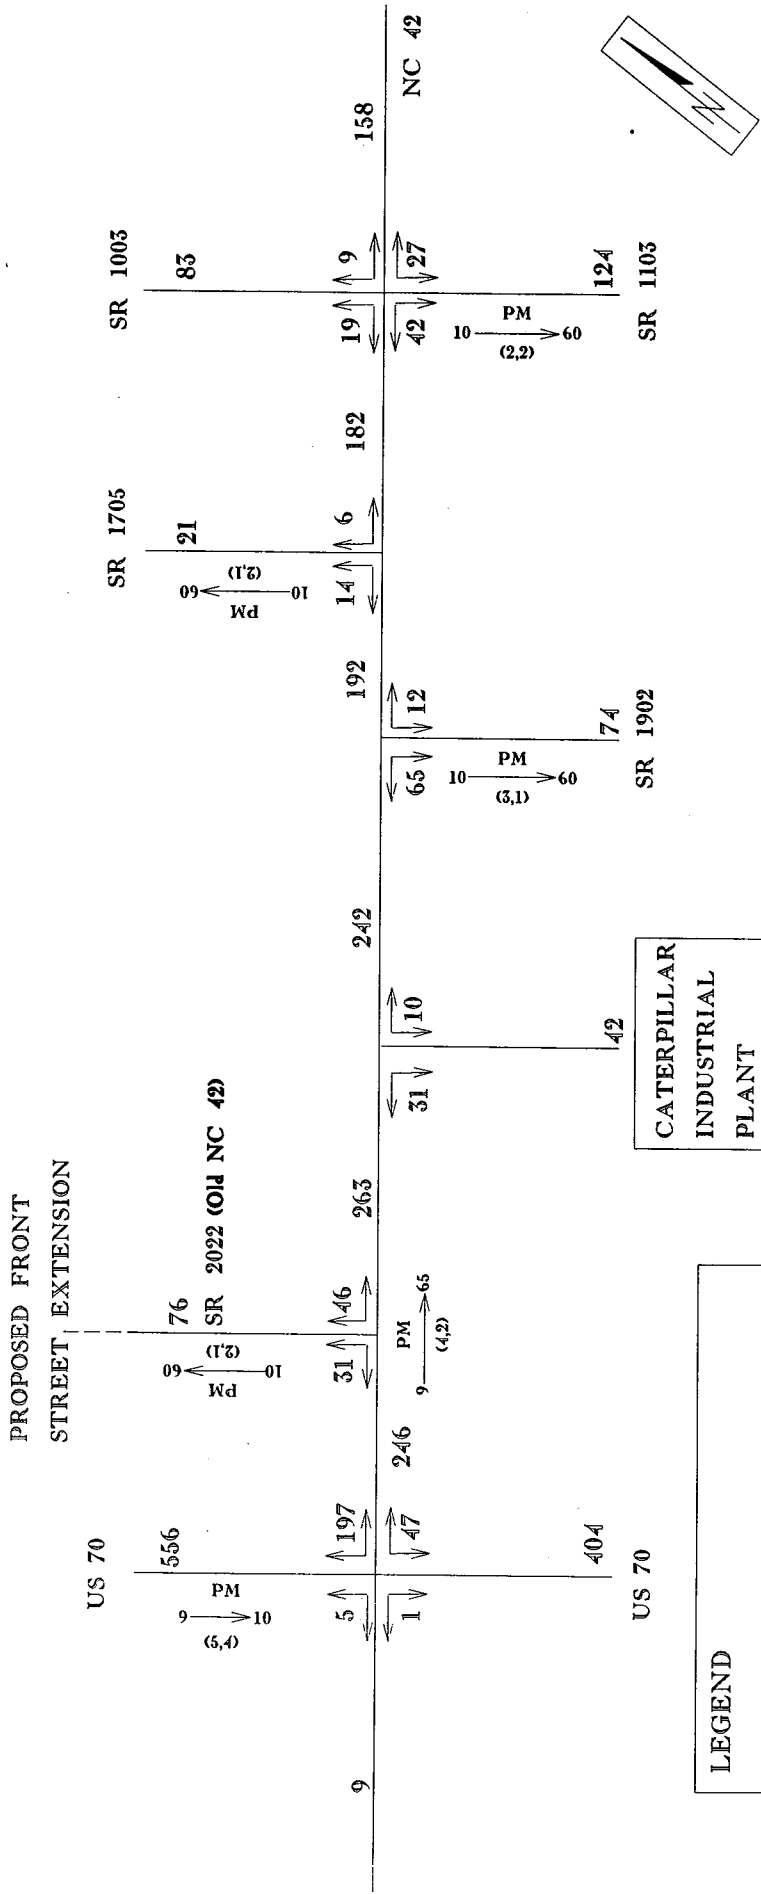 PROPOSED FRONT
STREET EXTENSION
US 70
556
PM
9 10
(5,4)
5
197
1
47
9
246
404
US 70
76
SR 2022 (Old NC 42)
PM
10 60
(2,1)
31
46
PM
9 65
(4,2)
263
31
10
42
CATERPILLAR
INDUSTRIAL
PLANT
242
65
12
PM
10 60
(3,1)
74
SR 1902
192
SR 1705
21
PM
10 60
(2,1)
14
6
182
SR 1003
83
19
9
42
27
PM
10 60
(2,2)
124
SR 1103
158
NC 42
N
LEGEND